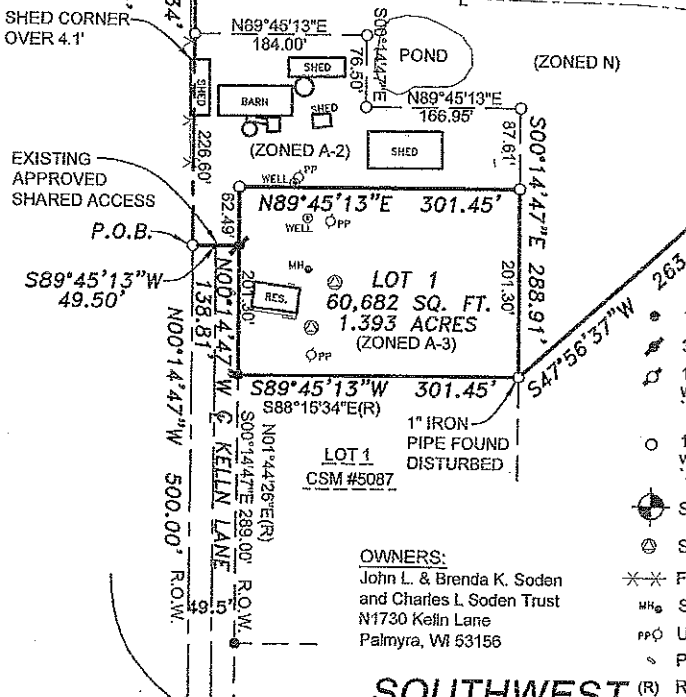 SHED CORNER
OVER 4.1'
N89°45'13"E
184.00'
S00°14'47"E
76.50'
POND
(ZONED N)
SHED
SHED
BARN
SHED
N89°45'13"E
166.95'
SHED
87.61'
226.60'
(ZONED A-2)
EXISTING
APPROVED
SHARED ACCESS
WELL
PP
N89°45'13"E 301.45'
S00°14'47"E 288.91'
62.49'
P.O.B.
WELL
PP
S89°45'13"W
49.50'
MH
LOT 1
60,682 SQ. FT.
1.393 ACRES
(ZONED A-3)
RES.
PP
201.30'
201.30'
N00°14'47"W
138.81'
263
S47°56'37"W
S89°45'13"W 301.45'
S88°16'34"E(R)
1" IRON
PIPE FOUND
DISTURBED
LOT 1
CSM #5087
N00°14'47"W 500.00' R.O.W.
KELLN LANE
S00°14'47"E 289.00' R.O.W.
N01°44'26"E(R)
49.5'
OWNERS:
John L. & Brenda K. Soden
and Charles L Soden Trust
N1730 Kelln Lane
Palmyra, WI 53156
SOUTHWEST
MH
PP
(R)